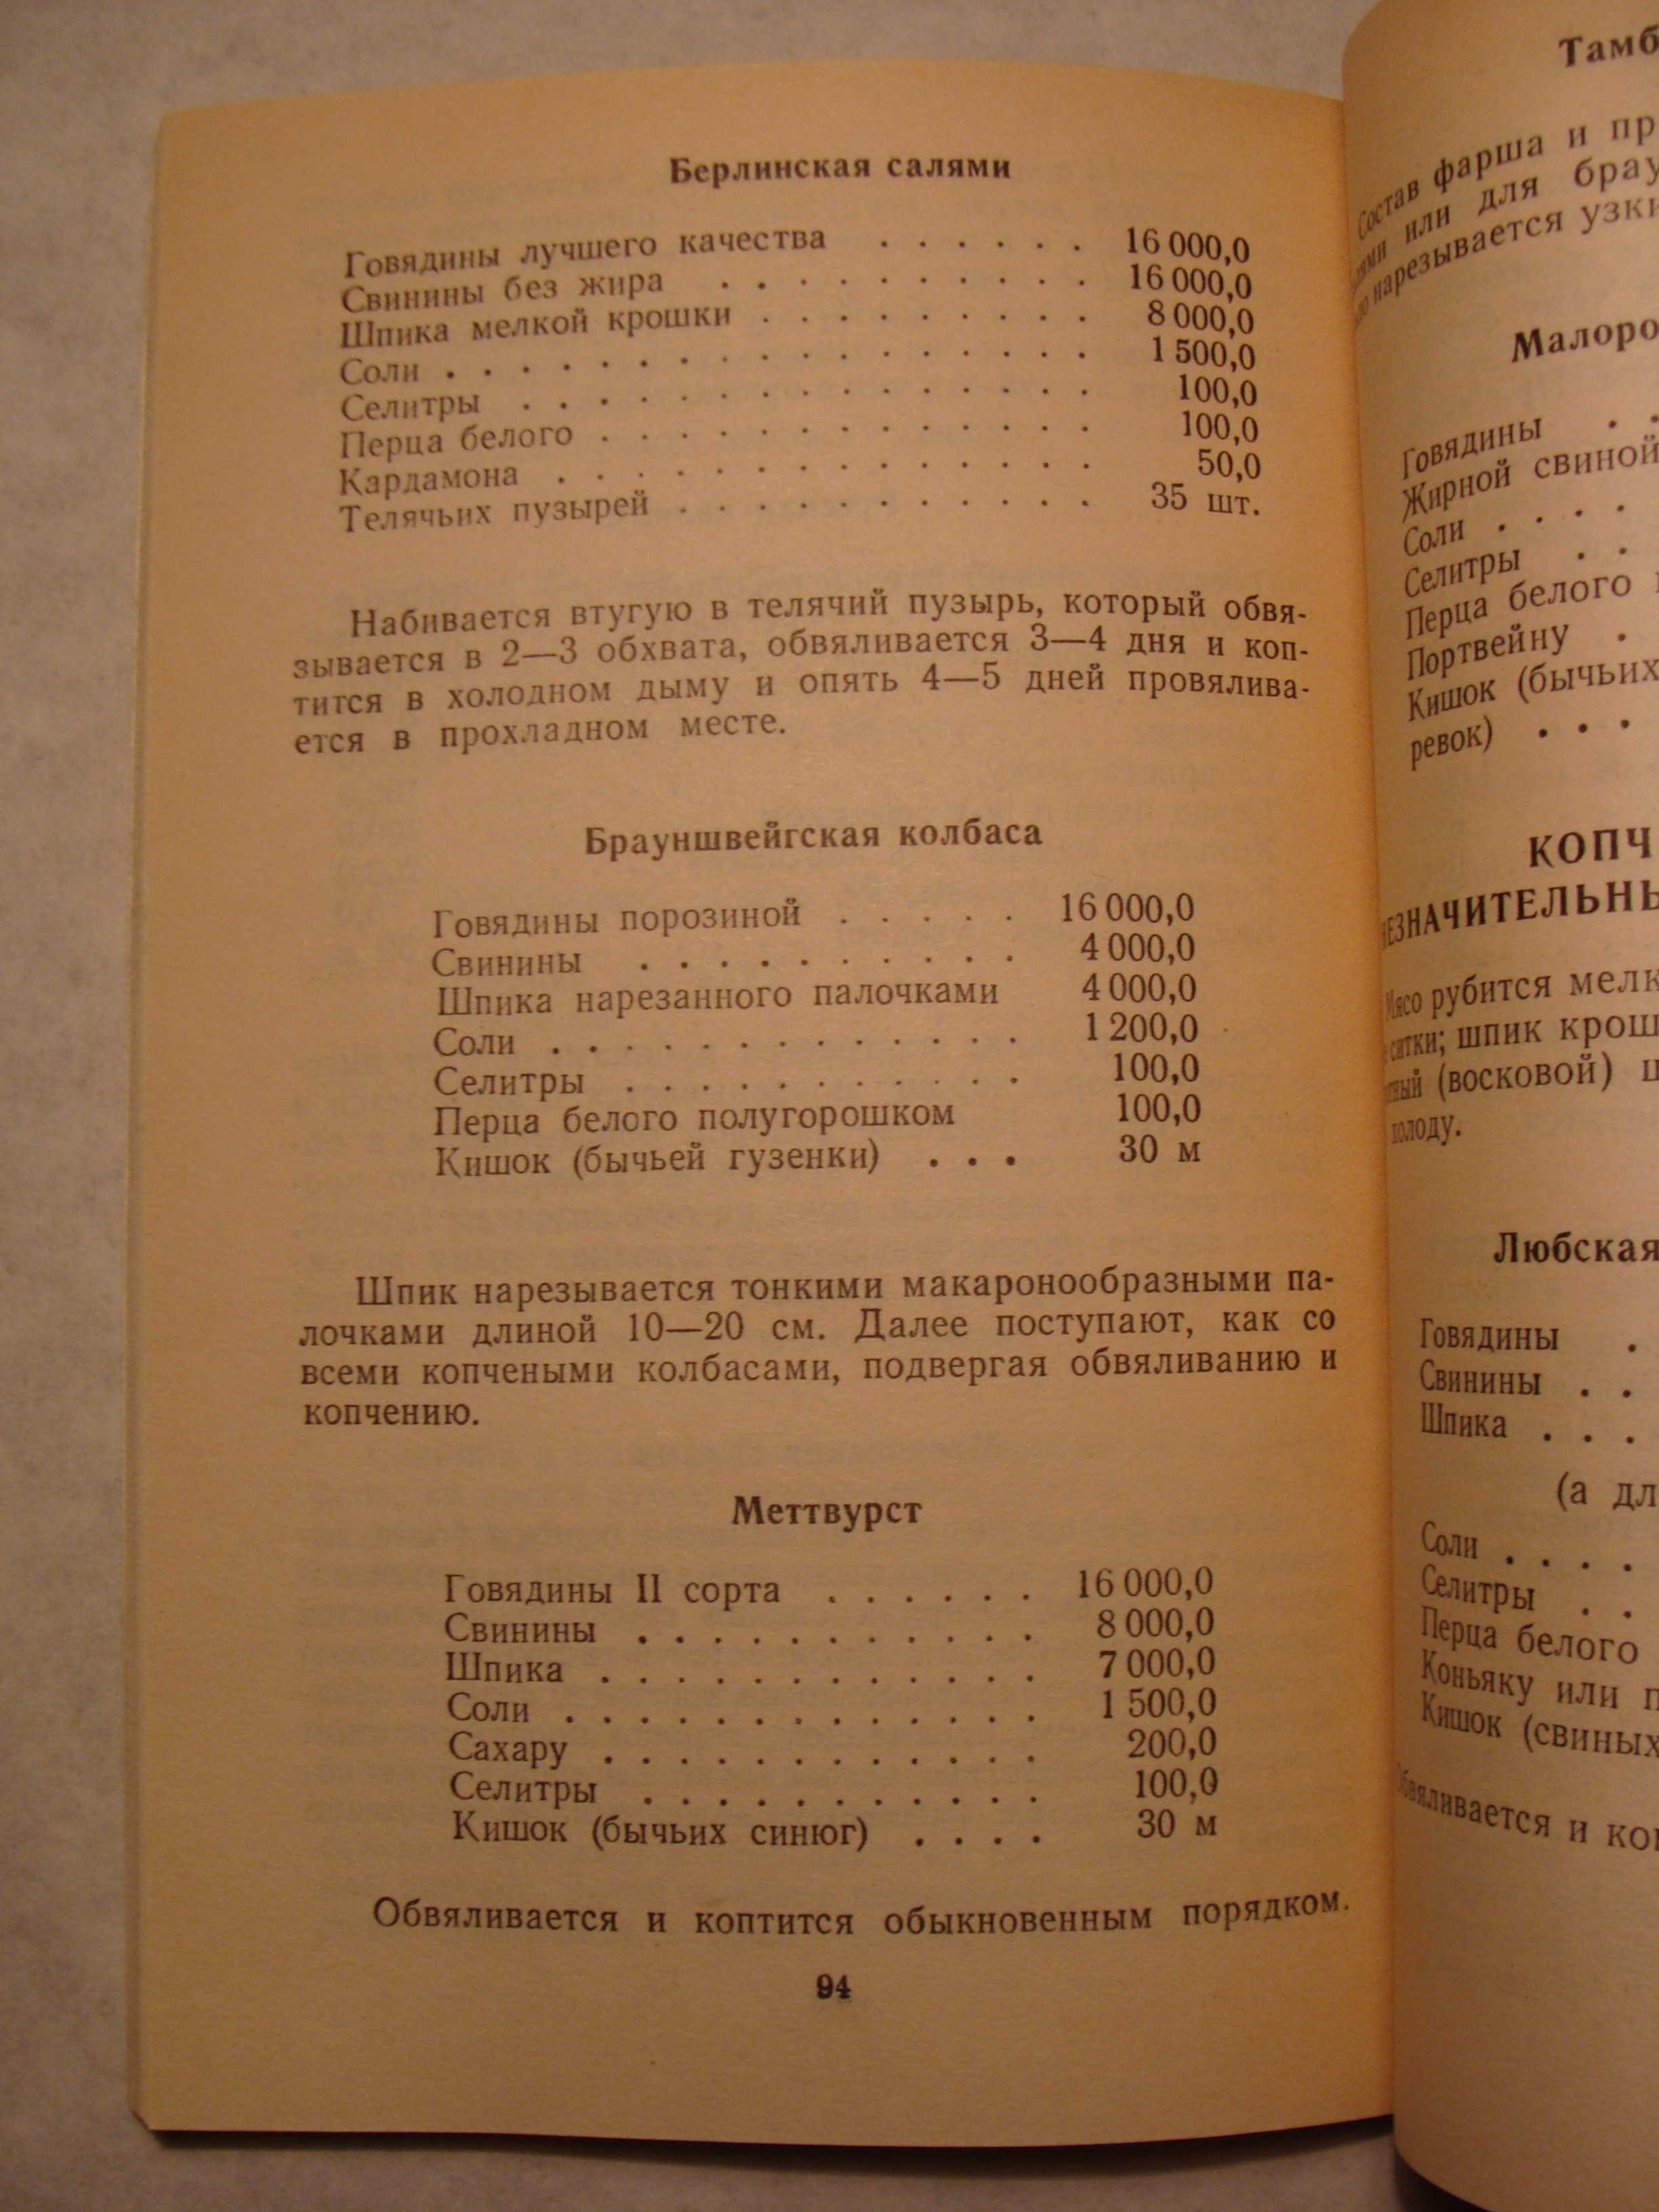 Берлинская салями
Говядины лучшего качества . . . . . . 16 000,0
Свинины без жира . . . . . . . . . . 16 000,0
Шпика мелкой крошки . . . . . . . . . 8 000,0
Соли . . . . . . . . . . . . . . . . . 1 500,0
Селитры . . . . . . . . . . . . . . . 100,0
Перца белого . . . . . . . . . . . . . 100,0
Кардамона . . . . . . . . . . . . . . 50,0
Телячьих пузырей . . . . . . . . . . . 35 шт.
Набивается втугую в телячий пузырь, который обвя-
зывается в 2—3 обхвата, обвяливается 3—4 дня и коп-
тится в холодном дыму и опять 4—5 дней провялива-
ется в прохладном месте.
Брауншвейгская колбаса
Говядины порозиной . . . . . 16 000,0
Свинины . . . . . . . . . . 4 000,0
Шпика нарезанного палочками 4 000,0
Соли . . . . . . . . . . . . . 1 200,0
Селитры . . . . . . . . . . . 100,0
Перца белого полугорошком 100,0
Кишок (бычьей гузенки) . . . 30 м
Шпик нарезывается тонкими макаронообразными па-
лочками длиной 10—20 см. Далее поступают, как со
всеми копчеными колбасами, подвергая обвяливанию и
копчению.
Меттвурст
Говядины II сорта . . . . . . 16 000,0
Свинины . . . . . . . . . . . 8 000,0
Шпика . . . . . . . . . . . . 7 000,0
Соли . . . . . . . . . . . . . 1 500,0
Сахару . . . . . . . . . . . . 200,0
Селитры . . . . . . . . . . . 100,0
Кишок (бычьих синюг) . . . . 30 м
Обвяливается и коптится обыкновенным порядком.
94
Состав фарша и
или для
нарезывается
Говядины . .
Жирной свиной
Соли . . . .
Селитры . .
Перца белого
Портвейну .
Кишок (бычьих
ревок) . . .
Мясо рубится
шпик
(восковой)
холоду.
Любская
Говядины .
Свинины . .
Шпика . . .
(а
Соли . . . .
Селитры . .
Перца белого
Коньяку или
Кишок (свиных
Обвяливается и